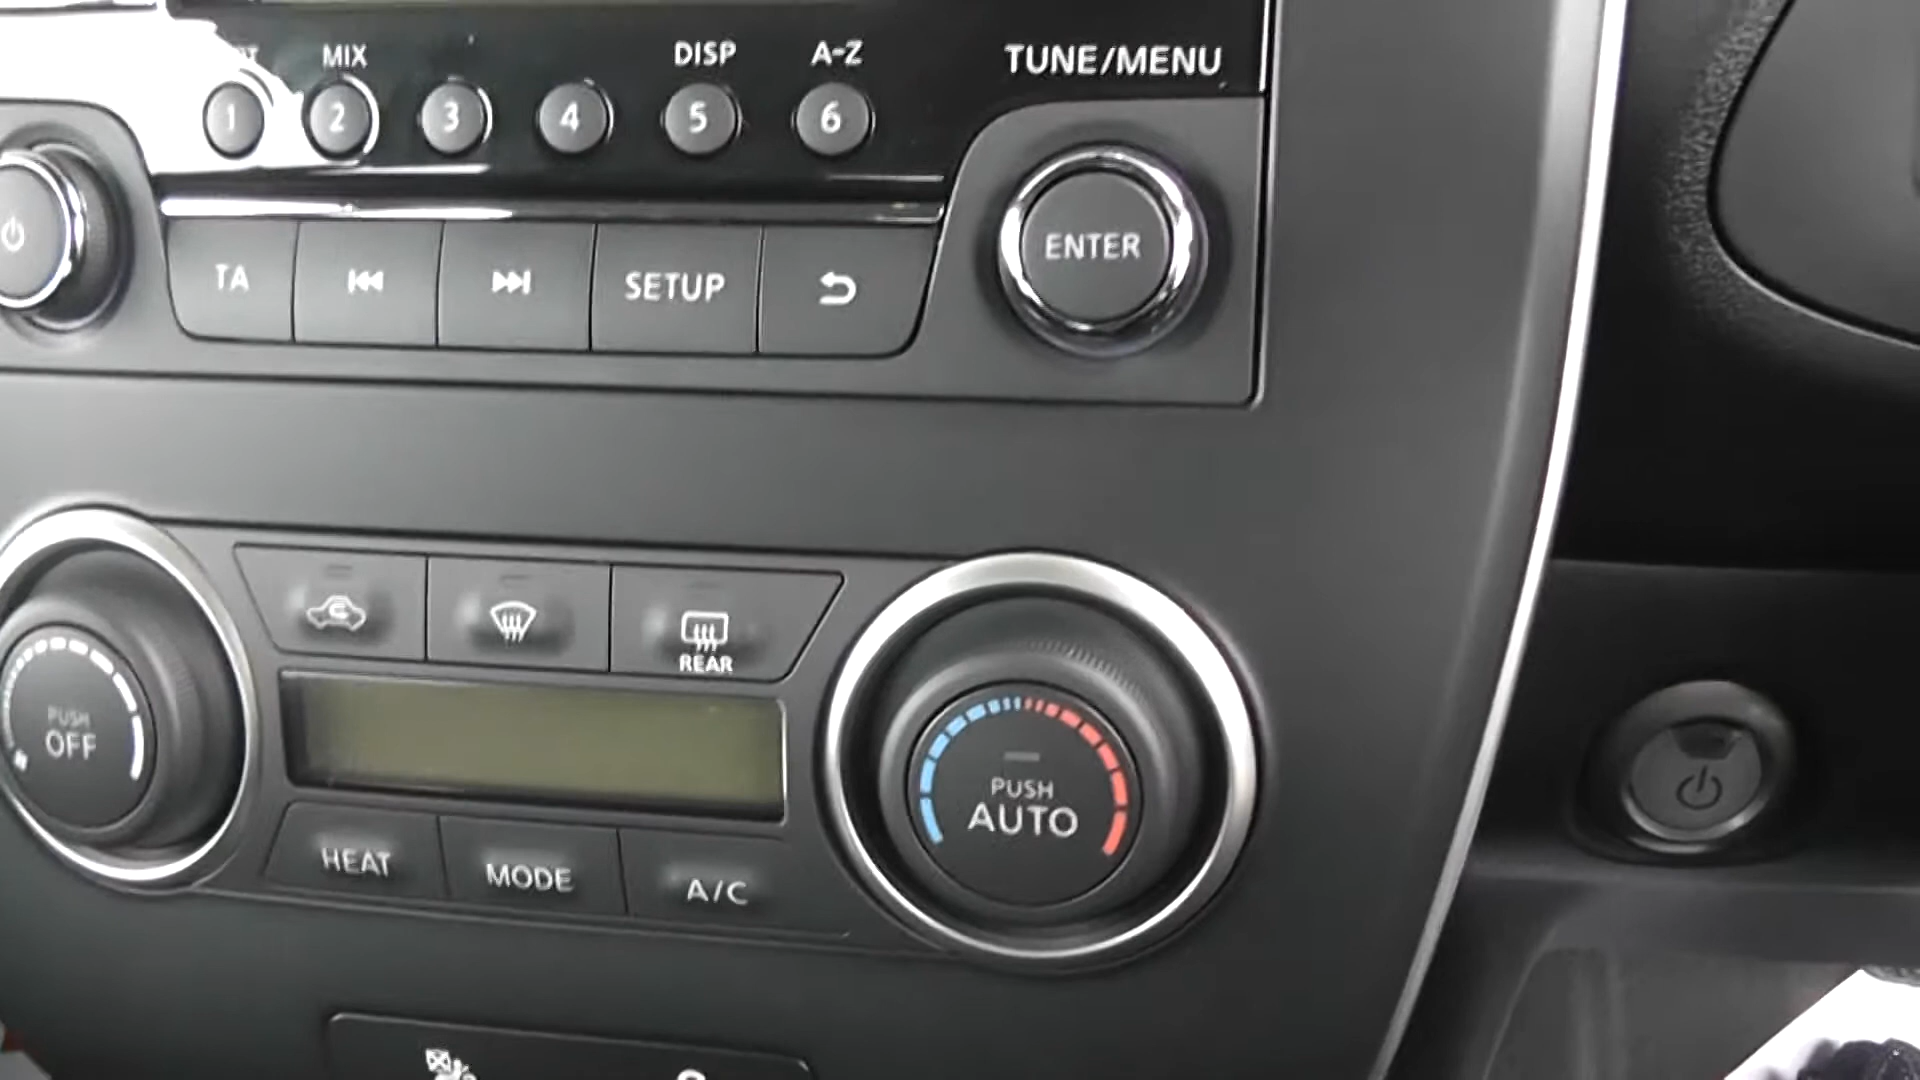 MIX
DISP
A-Z
TUNE/MENU
1
2
3
4
5
6
TA
SETUP
ENTER
REAR
PUSH
OFF
PUSH
AUTO
HEAT
MODE
A/C